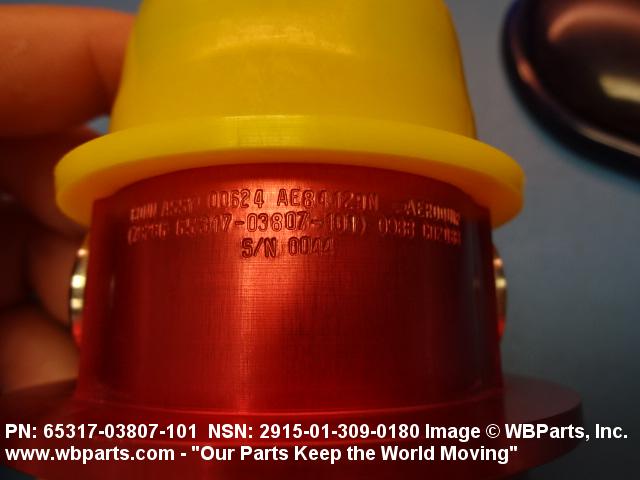 00624 AE84129N
65317-03807-101)
S/N 0044
PN: 65317-03807-101 NSN: 2915-01-309-0180 Image © WBParts, Inc.
www.wbparts.com - "Our Parts Keep the World Moving"